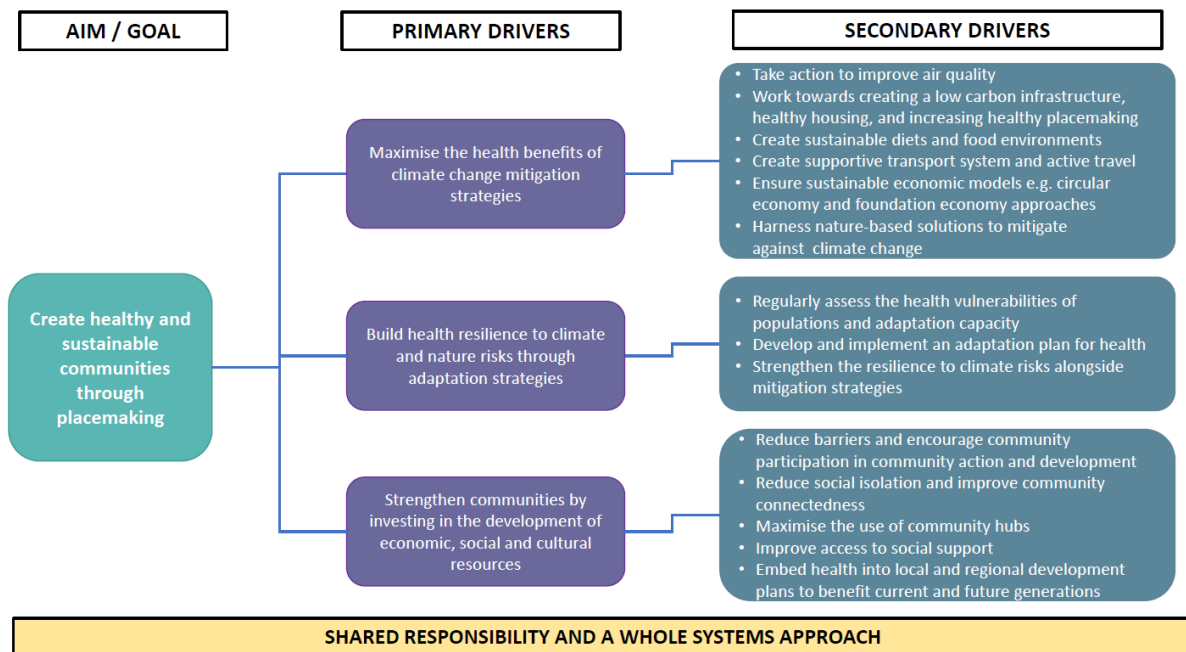 AIM / GOAL
PRIMARY DRIVERS
SECONDARY DRIVERS
Create healthy and
sustainable
communities
through
placemaking
Maximise the health benefits of
climate change mitigation
strategies
• Take action to improve air quality
• Work towards creating a low carbon infrastructure,
healthy housing, and increasing healthy placemaking
• Create sustainable diets and food environments
• Create supportive transport system and active travel
• Ensure sustainable economic models e.g. circular
economy and foundation economy approaches
• Harness nature-based solutions to mitigate
against climate change
Build health resilience to climate
and nature risks through
adaptation strategies
• Regularly assess the health vulnerabilities of
populations and adaptation capacity
• Develop and implement an adaptation plan for health
• Strengthen the resilience to climate risks alongside
mitigation strategies
Strengthen communities by
investing in the development of
economic, social and cultural
resources
• Reduce barriers and encourage community
participation in community action and development
• Reduce social isolation and improve community
connectedness
• Maximise the use of community hubs
• Improve access to social support
• Embed health into local and regional development
plans to benefit current and future generations
SHARED RESPONSIBILITY AND A WHOLE SYSTEMS APPROACH